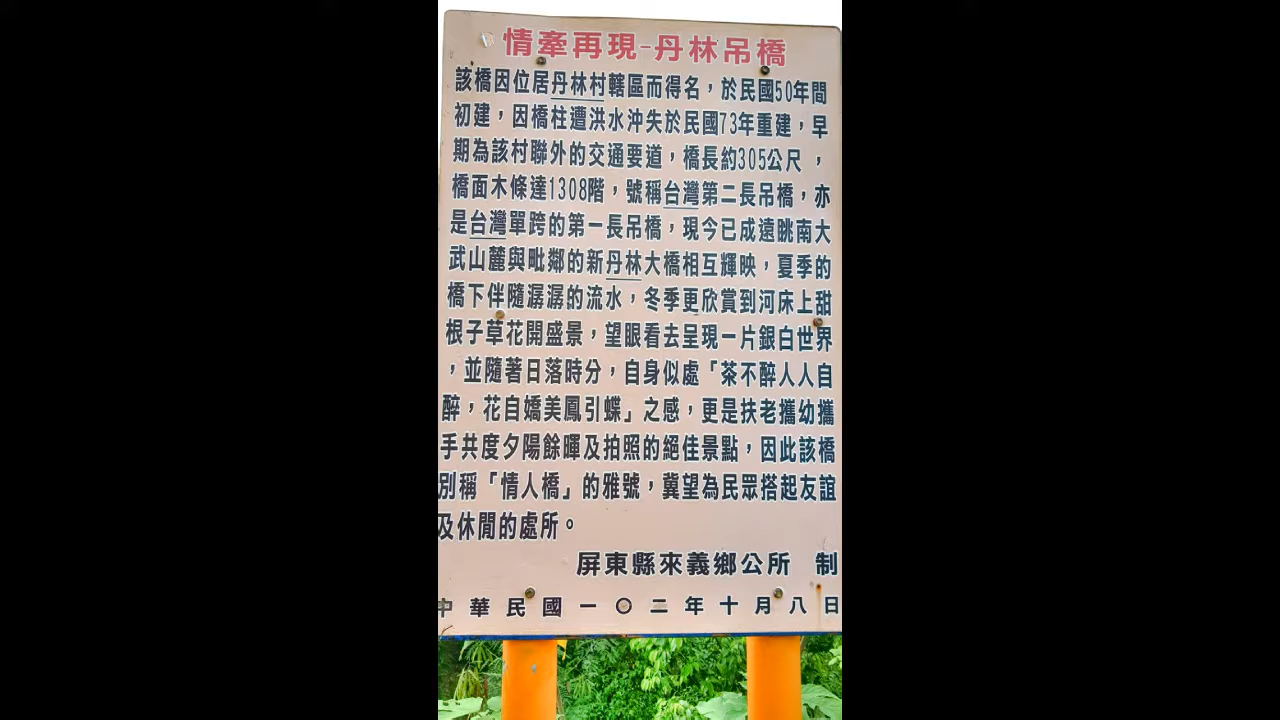 情牽再現-丹林吊橋
該橋因位居丹林村轄區而得名，於民國50年間
初建，因橋柱遭洪水沖失於民國73年重建，早
期為該村聯外的交通要道，橋長約305公尺，
橋面木條達1308階，號稱台灣第二長吊橋，亦
是台灣單跨的第一長吊橋，現今已成遠眺南大
武山麓與毗鄰的新丹林大橋相互輝映，夏季的
橋下伴隨潺潺的流水，冬季更欣賞到河床上甜
根子草花開盛景，望眼看去呈現一片銀白世界
，並隨著日落時分，自身似處「茶不醉人人自
醉，花自嬌美鳳引蝶」之感，更是扶老攜幼攜
手共度夕陽餘暉及拍照的絕佳景點，因此該橋
別稱「情人橋」的雅號，冀望為民眾搭起友誼
及休閒的處所。
屏東縣來義鄉公所 制
中華民國一〇二年十月八日